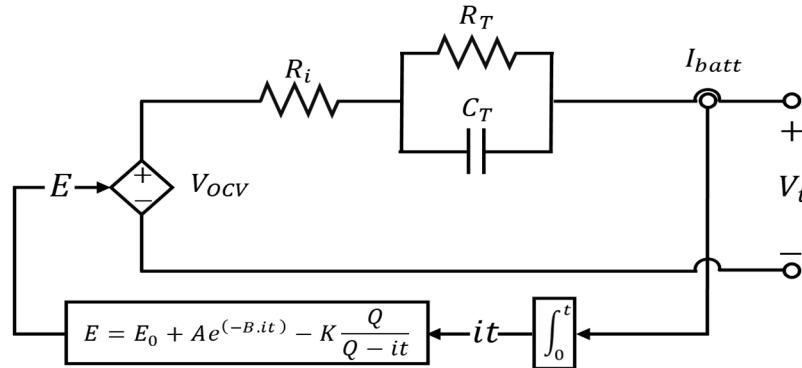 R_T
R_i
I_batt
C_T
+
E
+
−
V_OCV
V_t
−
E = E_0 + Ae^(−B.it) − K Q/(Q − it)
it
∫_0^t